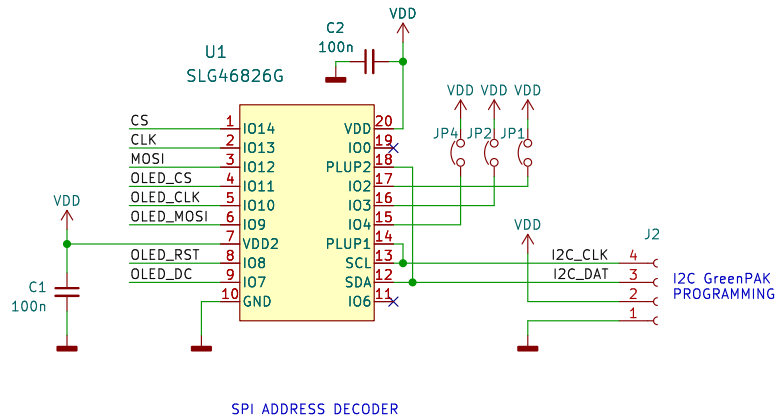 VDD
C2
100n
U1
SLG46826G
VDD VDD VDD
JP4 JP2 JP1
CS 1 IO14 VDD 20
CLK 2 IO13 IO0 19
MOSI 3 IO12 PLUP2 18
OLED_CS 4 IO11 IO2 17
OLED_CLK 5 IO10 IO3 16
OLED_MOSI 6 IO9 IO4 15
VDD 7 VDD2 PLUP1 14 VDD J2
OLED_RST 8 IO8 SCL 13 I2C_CLK 4
OLED_DC 9 IO7 SDA 12 I2C_DAT 3
10 GND IO6 11 2
1
I2C GreenPAK
PROGRAMMING
C1
100n
SPI ADDRESS DECODER